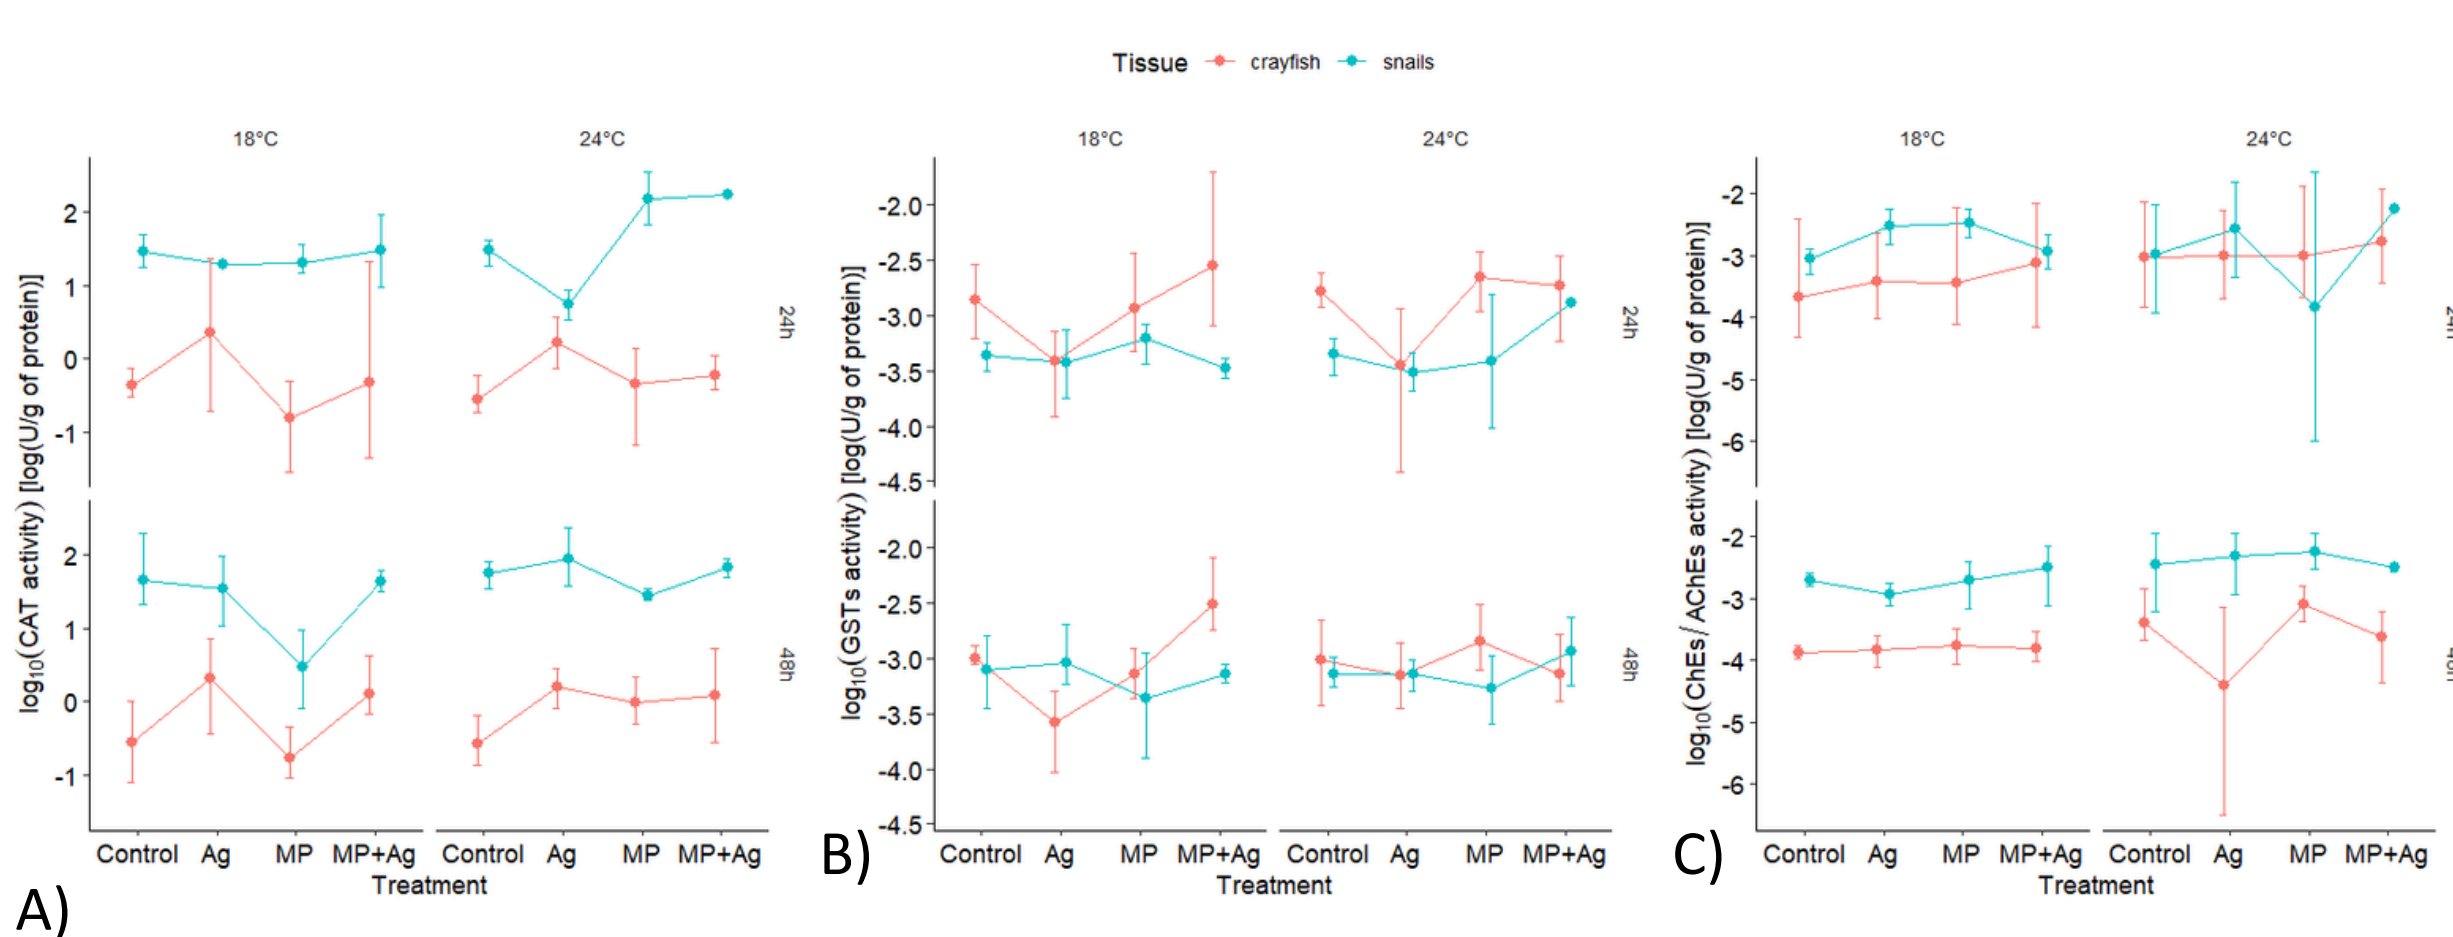 Tissue crayfish snails
18°C 24°C 18°C 24°C 18°C 24°C
log10(CAT activity) [log(U/g of protein)]
2
1
0
-1
24h
2
1
0
-1
48h
Control Ag MP MP+Ag Control Ag MP MP+Ag
Treatment
A)
log10(GSTs activity) [log(U/g of protein)]
-2.0
-2.5
-3.0
-3.5
-4.0
-4.5
24h
-2.0
-2.5
-3.0
-3.5
-4.0
-4.5
48h
Control Ag MP MP+Ag Control Ag MP MP+Ag
Treatment
B)
log10(ChEs / AChEs activity) [log(U/g of protein)]
-2
-3
-4
-5
-6
-2
-3
-4
-5
-6
Control Ag MP MP+Ag Control Ag MP MP+Ag
Treatment
C)